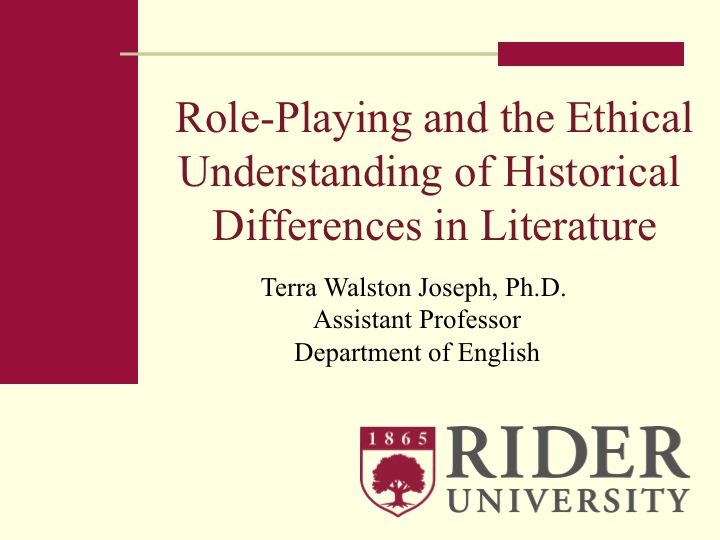 Role-Playing and the Ethical
Understanding of Historical
Differences in Literature
Terra Walston Joseph, Ph.D.
Assistant Professor
Department of English
1865
RIDER
UNIVERSITY